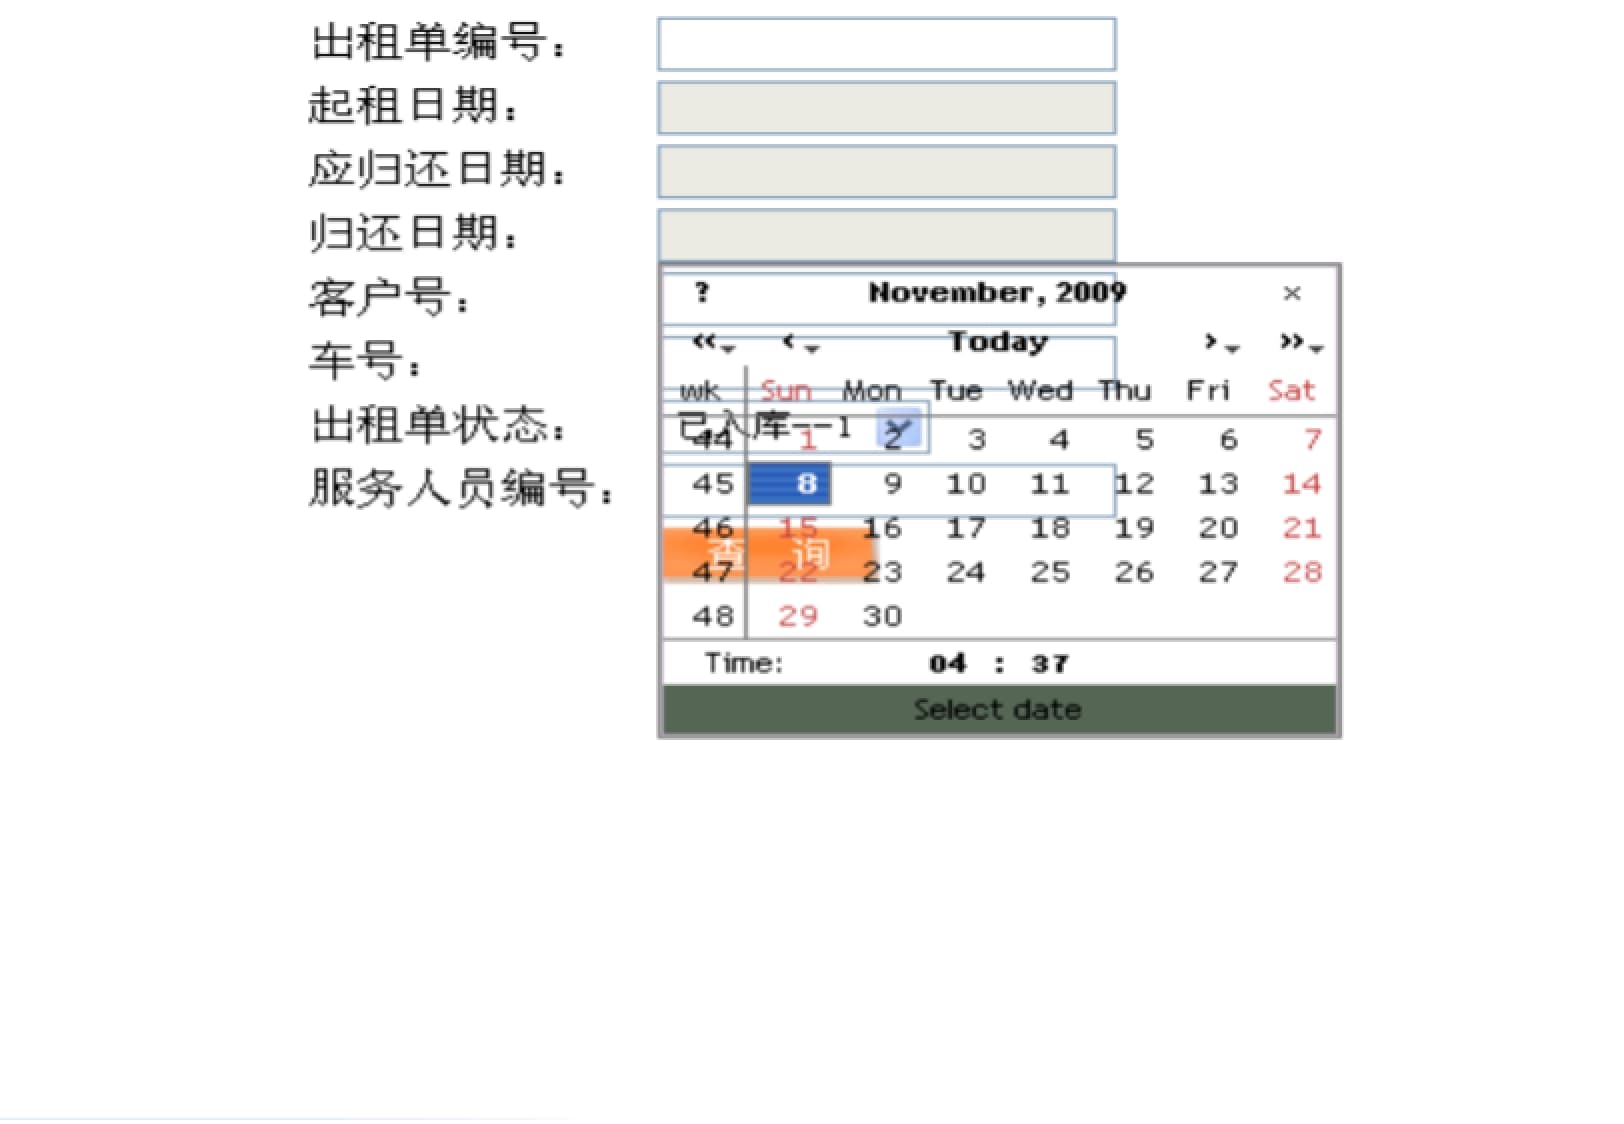 出租单编号：
起租日期：
应归还日期：
归还日期：
客户号：
车号：
出租单状态：
已入库--1
服务人员编号：
查 询
? November, 2009 ×
« ‹ Today › »
wk Sun Mon Tue Wed Thu Fri Sat
44 1 2 3 4 5 6 7
45 8 9 10 11 12 13 14
46 15 16 17 18 19 20 21
47 22 23 24 25 26 27 28
48 29 30
Time: 04 : 37
Select date